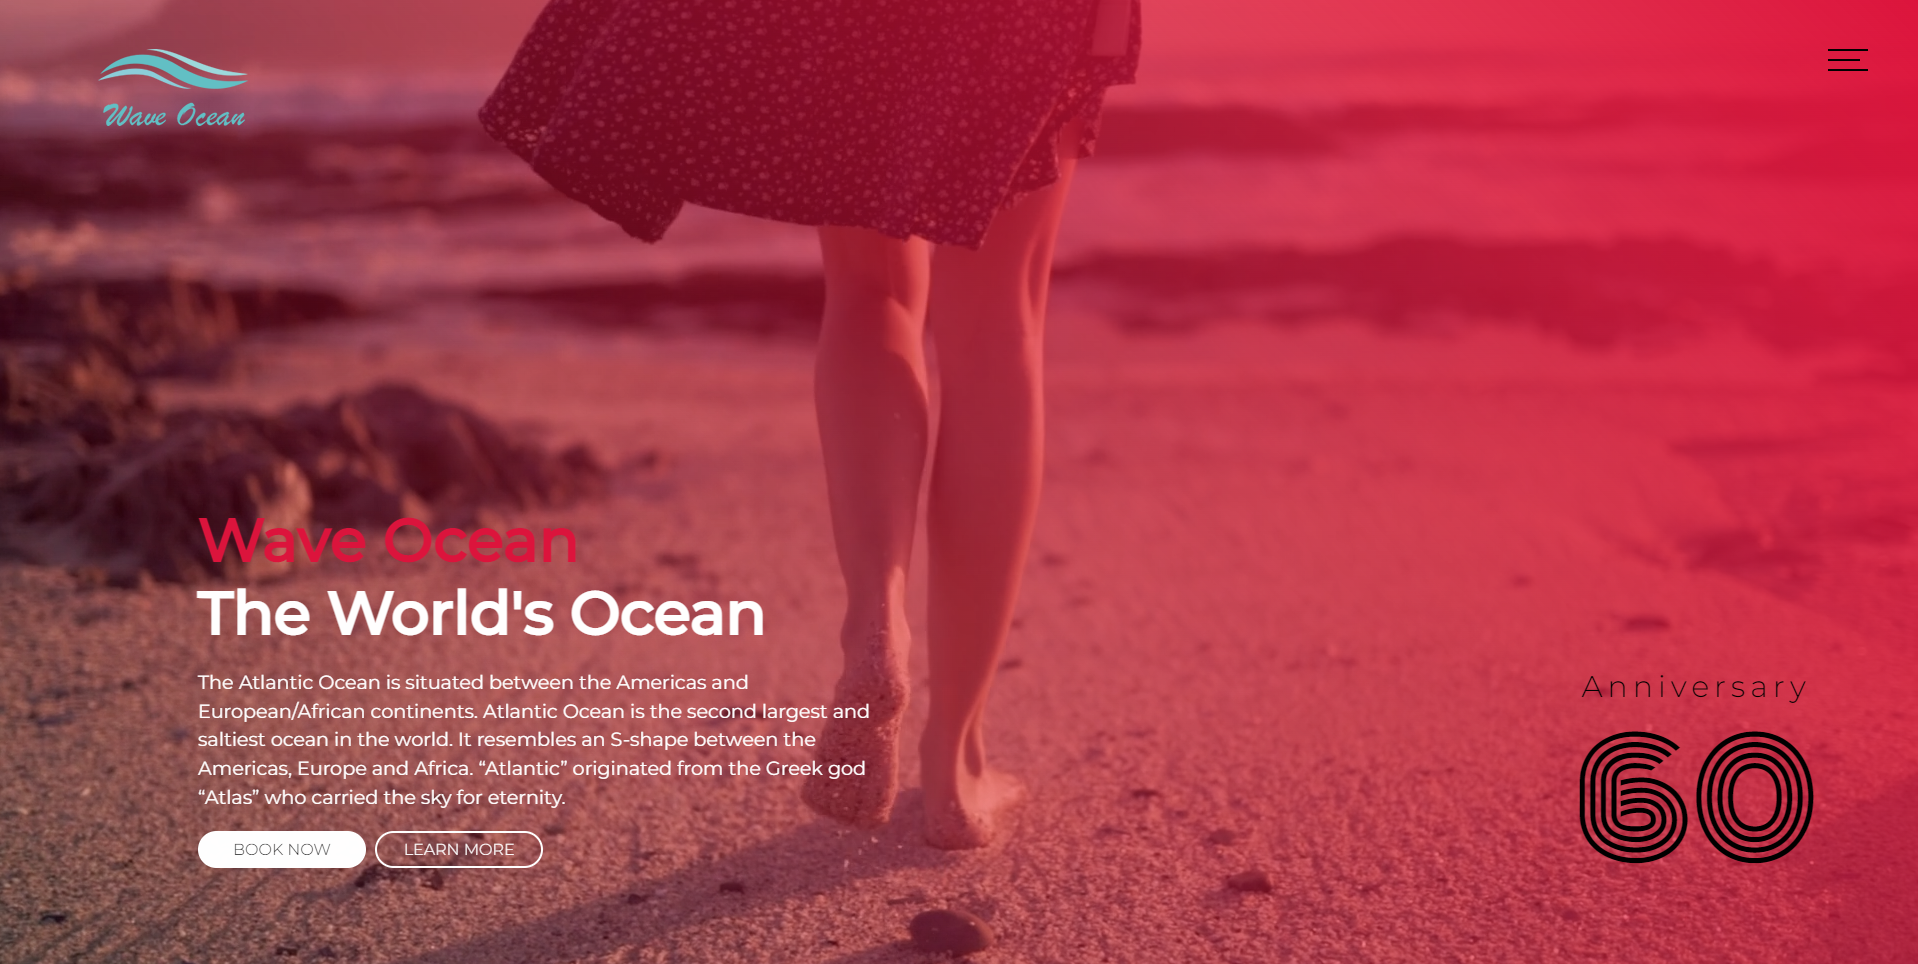 Wave Ocean
Wave Ocean
The World's Ocean
The Atlantic Ocean is situated between the Americas and
European/African continents. Atlantic Ocean is the second largest and
saltiest ocean in the world. It resembles an S-shape between the
Americas, Europe and Africa. “Atlantic” originated from the Greek god
“Atlas” who carried the sky for eternity.
BOOK NOW
LEARN MORE
Anniversary
60